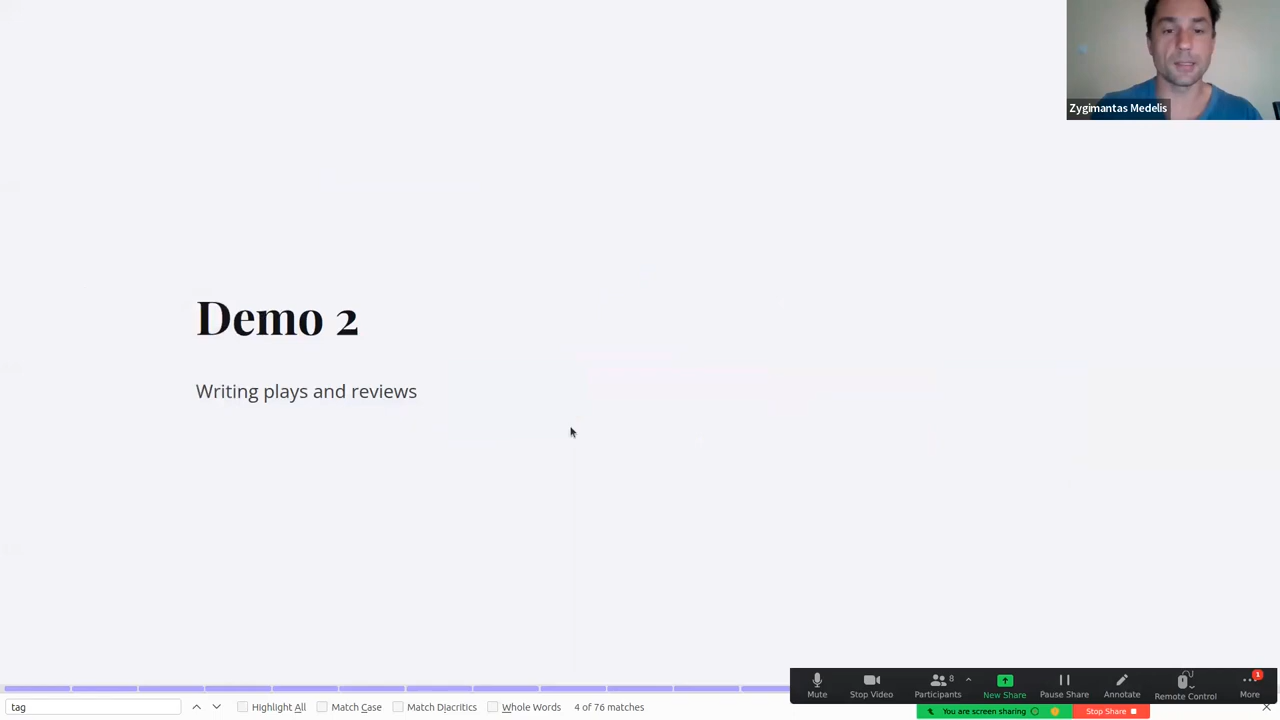 Zygimantas Medelis
Demo 2
Writing plays and reviews
8
1
Mute
Stop Video
Participants
New Share
Pause Share
Annotate
Remote Control
More
tag
Highlight All
Match Case
Match Diacritics
Whole Words
4 of 76 matches
You are screen sharing
Stop Share